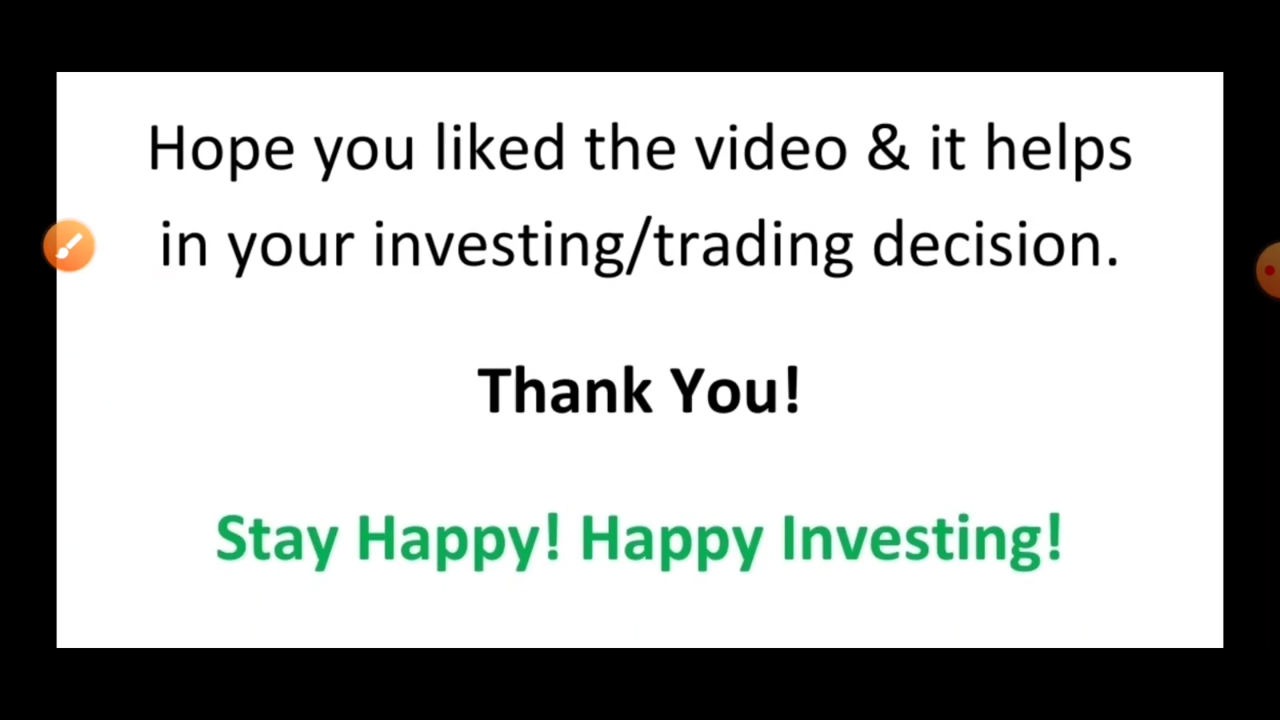 Hope you liked the video & it helps
in your investing/trading decision.
Thank You!
Stay Happy! Happy Investing!